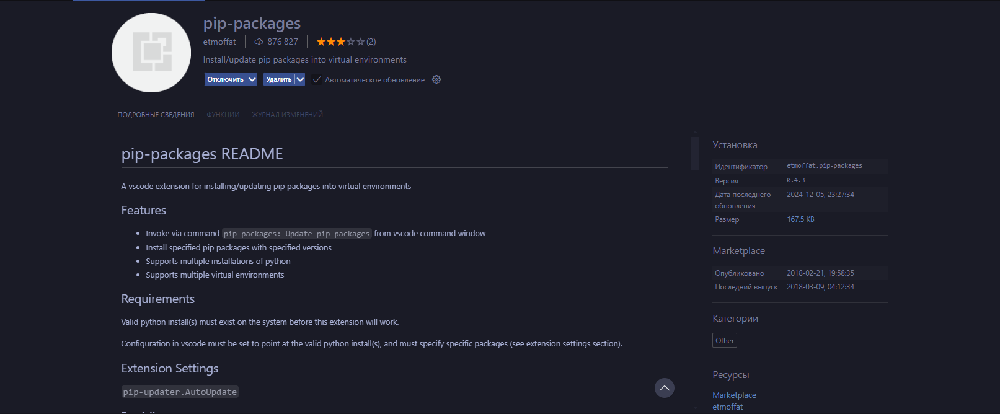 pip-packages
etmoffat 876 827 (2)
Install/update pip packages into virtual environments
Отключить Удалить Автоматическое обновление
ПОДРОБНЫЕ СВЕДЕНИЯ ФУНКЦИИ ЖУРНАЛ ИЗМЕНЕНИЙ
pip-packages README
A vscode extension for installing/updating pip packages into virtual environments
Features
• Invoke via command pip-packages: Update pip packages from vscode command window
• Install specified pip packages with specified versions
• Supports multiple installations of python
• Supports multiple virtual environments
Requirements
Valid python install(s) must exist on the system before this extension will work.
Configuration in vscode must be set to point at the valid python install(s), and must specify specific packages (see extension settings section).
Extension Settings
pip-updater.AutoUpdate
Установка
Идентификатор etmoffat.pip-packages
Версия 0.4.3
Дата последнего 2024-12-05, 23:27:34
обновления
Размер 167.5 KB
Marketplace
Опубликовано 2018-02-21, 19:58:35
Последний выпуск 2018-03-09, 04:12:34
Категории
Other
Ресурсы
Marketplace
etmoffat